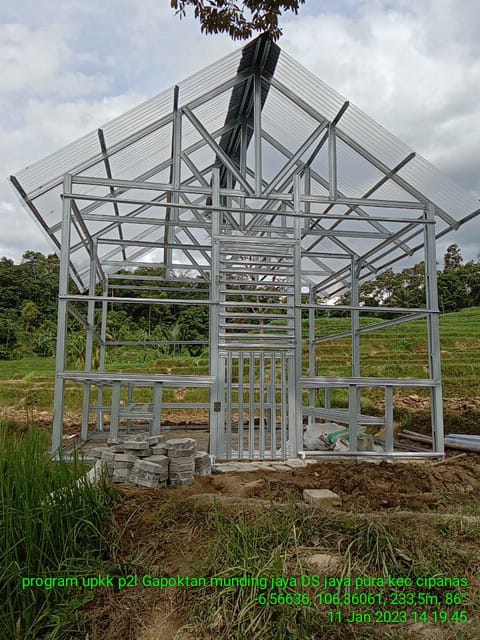 program upkk p2l Gapoktan munding jaya DS jaya pura kec cipanas
6,56636, 106,36061, 233,5m, 86°
11 Jan 2023 14.19.45